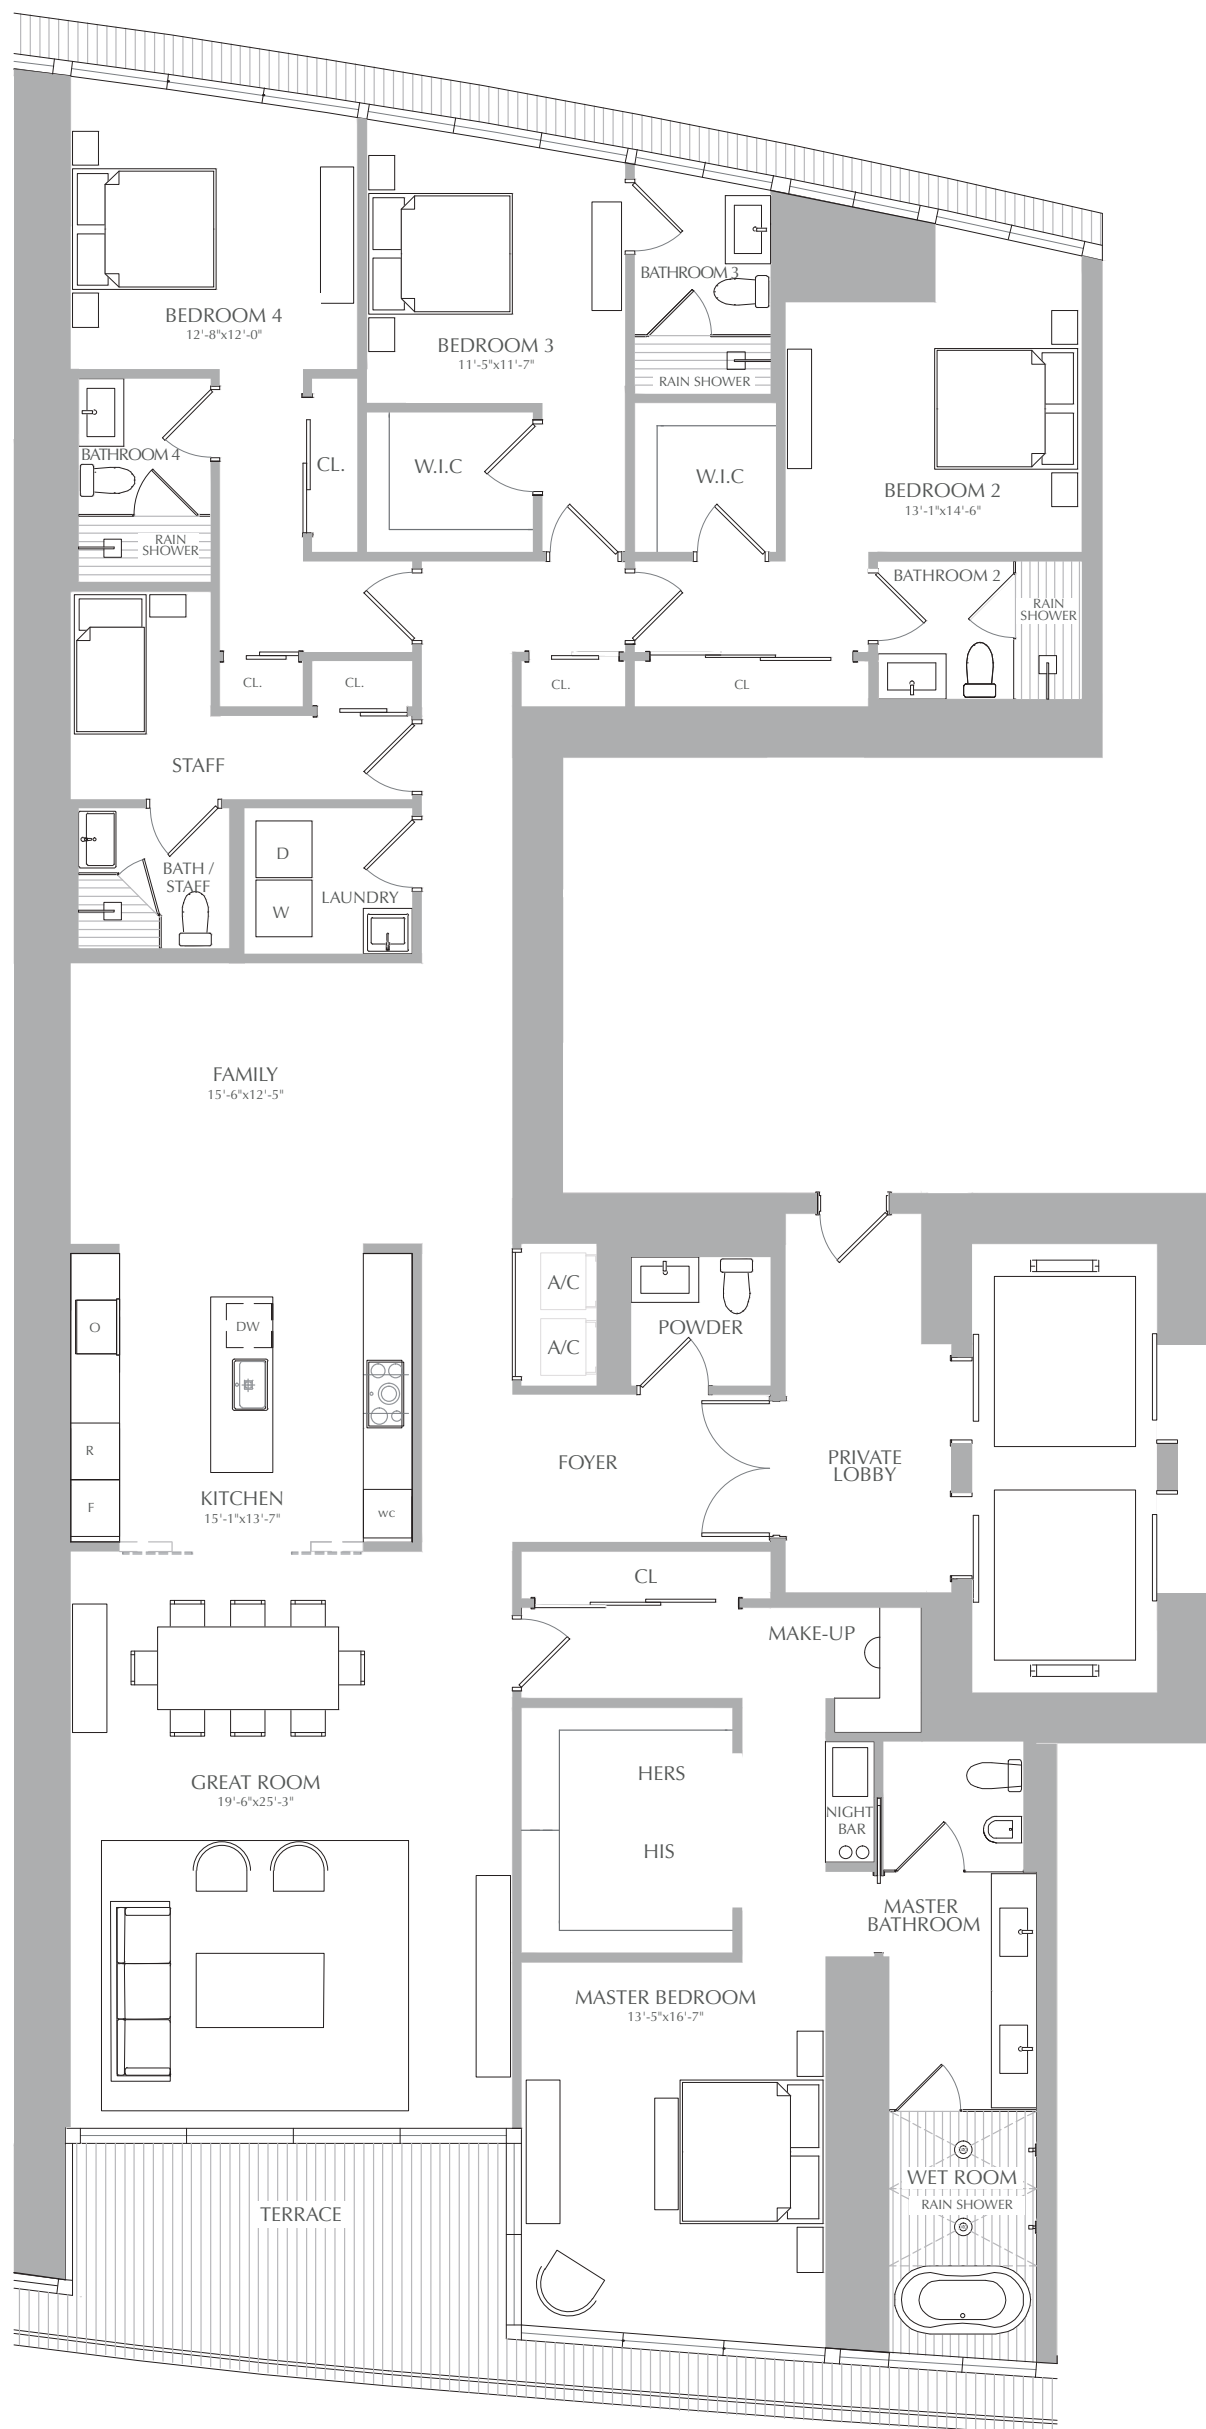 BEDROOM 4
12'-8"x12'-0"
BEDROOM 3
11'-5"x11'-7"
BATHROOM 3
RAIN SHOWER
BATHROOM 4
RAIN
SHOWER
CL.
W.I.C
W.I.C
BEDROOM 2
13'-1"x14'-6"
BATHROOM 2
RAIN
SHOWER
CL.
CL.
CL.
CL
STAFF
BATH /
STAFF
D
W
LAUNDRY
FAMILY
15'-6"x12'-5"
O
DW
R
F
KITCHEN
15'-1"x13'-7"
WC
A/C
A/C
POWDER
FOYER
PRIVATE
LOBBY
CL
MAKE-UP
GREAT ROOM
19'-6"x25'-3"
HERS
HIS
NIGHT
BAR
MASTER
BATHROOM
MASTER BEDROOM
13'-5"x16'-7"
TERRACE
WET ROOM
RAIN SHOWER